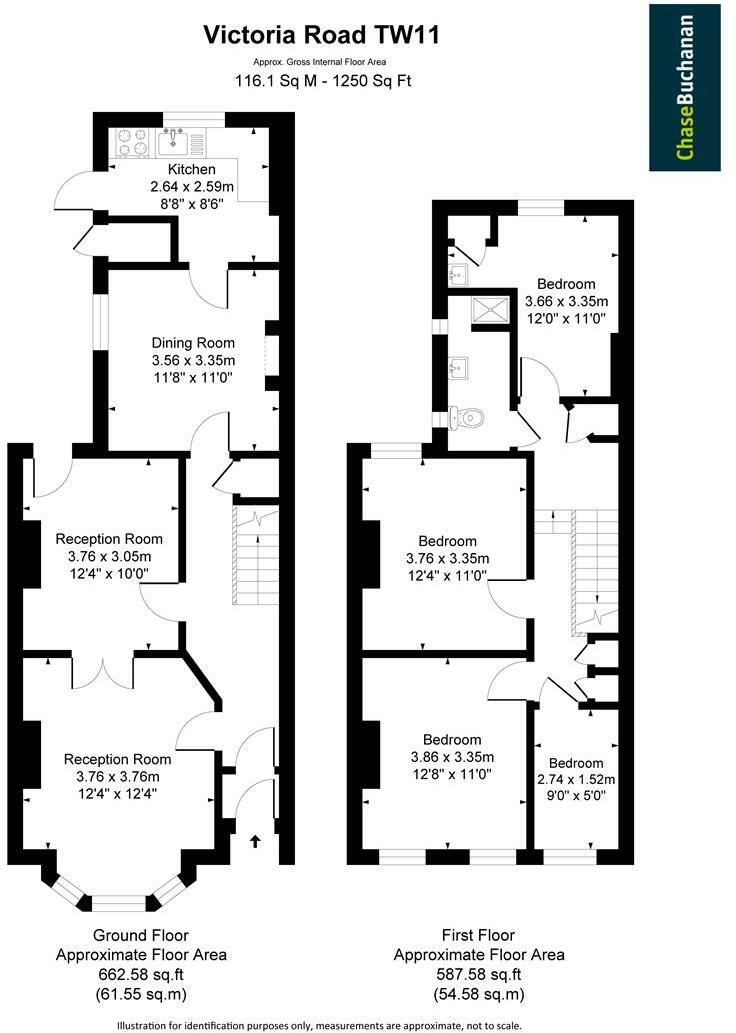 Victoria Road TW11
Approx. Gross Internal Floor Area
116.1 Sq M - 1250 Sq Ft
ChaseBuchanan
Kitchen
2.64 x 2.59m
8'8" x 8'6"
Dining Room
3.56 x 3.35m
11'8" x 11'0"
Reception Room
3.76 x 3.05m
12'4" x 10'0"
Reception Room
3.76 x 3.76m
12'4" x 12'4"
Bedroom
3.66 x 3.35m
12'0" x 11'0"
Bedroom
3.76 x 3.35m
12'4" x 11'0"
Bedroom
3.86 x 3.35m
12'8" x 11'0"
Bedroom
2.74 x 1.52m
9'0" x 5'0"
Ground Floor
Approximate Floor Area
662.58 sq.ft
(61.55 sq.m)
First Floor
Approximate Floor Area
587.58 sq.ft
(54.58 sq.m)
Illustration for identification purposes only, measurements are approximate, not to scale.